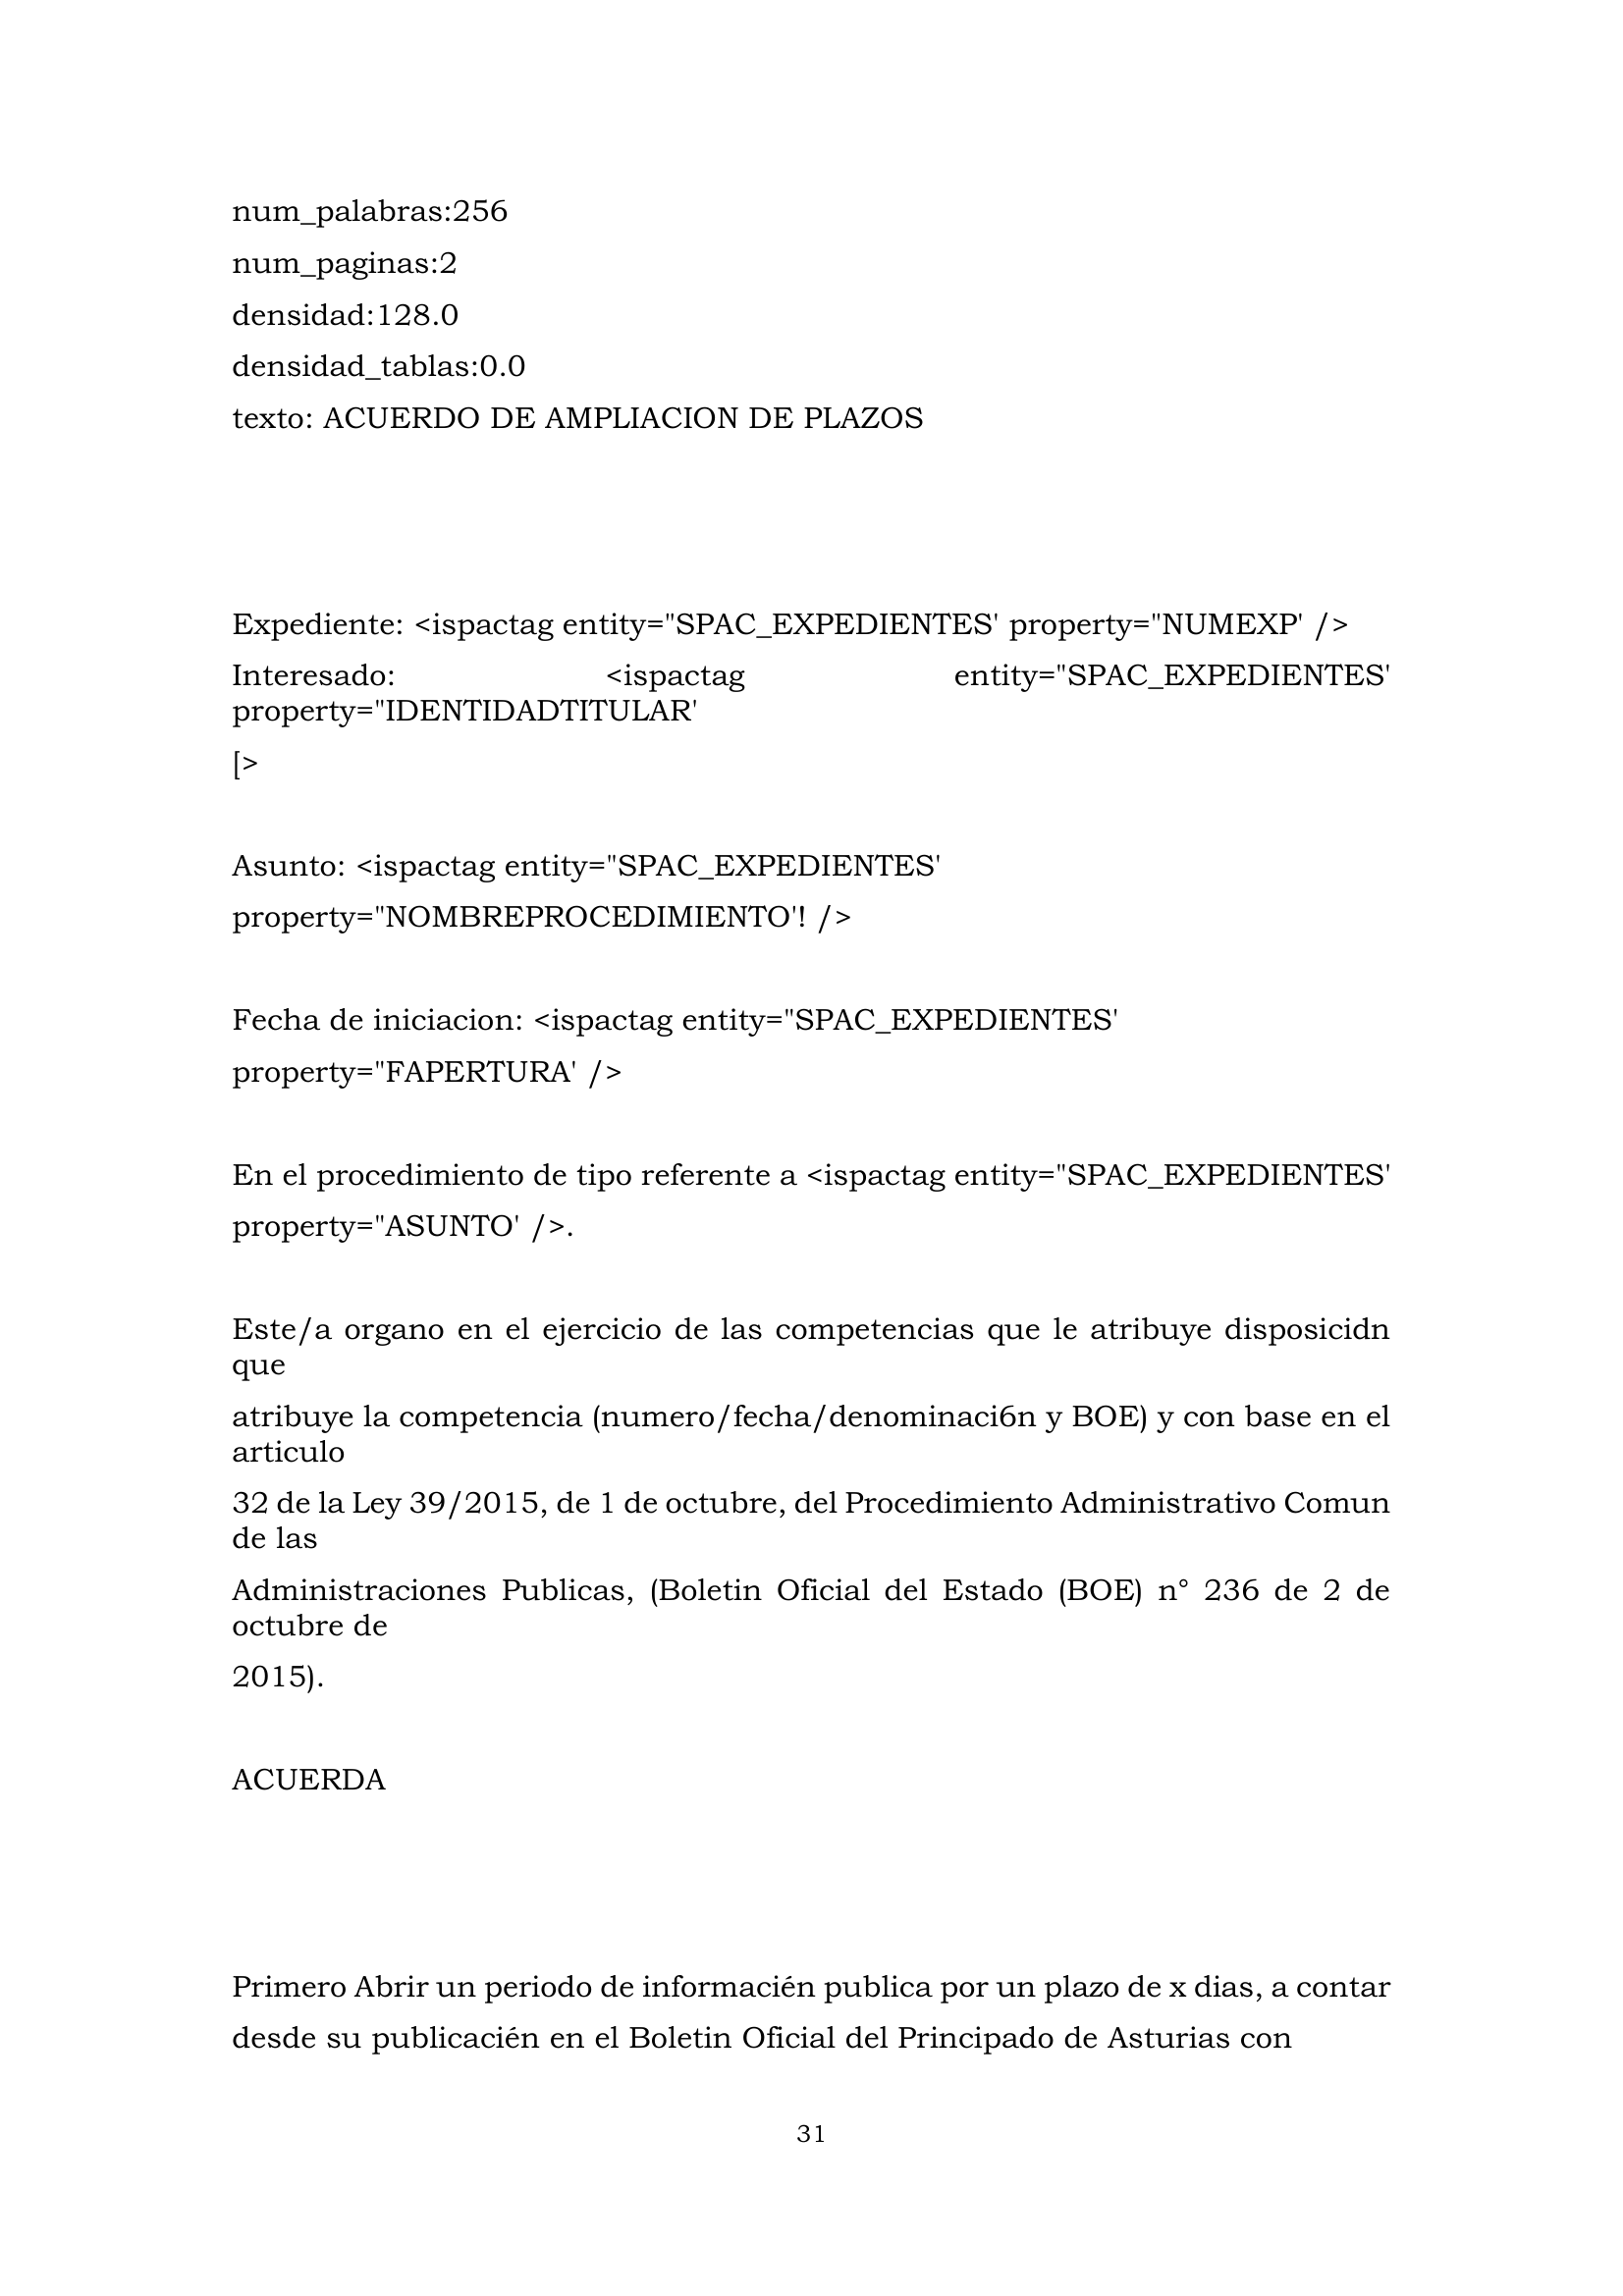 num_palabras:256
num_paginas:2
densidad:128.0
densidad_tablas:0.0
texto: ACUERDO DE AMPLIACION DE PLAZOS
Expediente: <ispactag entity="SPAC_EXPEDIENTES' property="NUMEXP' />
Interesado: <ispactag entity="SPAC_EXPEDIENTES'
property="IDENTIDADTITULAR'
[>
Asunto: <ispactag entity="SPAC_EXPEDIENTES'
property="NOMBREPROCEDIMIENTO'! />
Fecha de iniciacion: <ispactag entity="SPAC_EXPEDIENTES'
property="FAPERTURA' />
En el procedimiento de tipo referente a <ispactag entity="SPAC_EXPEDIENTES'
property="ASUNTO' />.
Este/a organo en el ejercicio de las competencias que le atribuye disposicidn
que
atribuye la competencia (numero/fecha/denominaci6n y BOE) y con base en el
articulo
32 de la Ley 39/2015, de 1 de octubre, del Procedimiento Administrativo Comun
de las
Administraciones Publicas, (Boletin Oficial del Estado (BOE) n° 236 de 2 de
octubre de
2015).
ACUERDA
Primero Abrir un periodo de informacién publica por un plazo de x dias, a contar
desde su publicacién en el Boletin Oficial del Principado de Asturias con
31